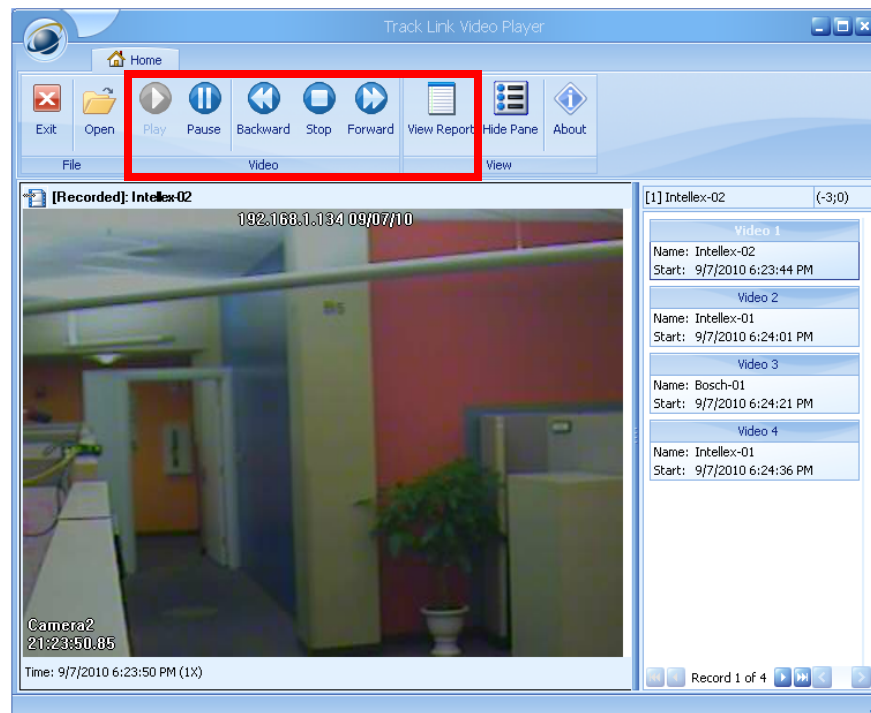 Track Link Video Player
Home
Exit Open Play Pause Backward Stop Forward View Report Hide Pane About
File Video View
[Recorded]: Intellex-02
192.168.1.134 09/07/10
Camera2
21:23:50.85
Time: 9/7/2010 6:23:50 PM (1X)
[1] Intellex-02 (-3;0)
Video 1
Name: Intellex-02
Start: 9/7/2010 6:23:44 PM
Video 2
Name: Intellex-01
Start: 9/7/2010 6:24:01 PM
Video 3
Name: Bosch-01
Start: 9/7/2010 6:24:21 PM
Video 4
Name: Intellex-01
Start: 9/7/2010 6:24:36 PM
Record 1 of 4